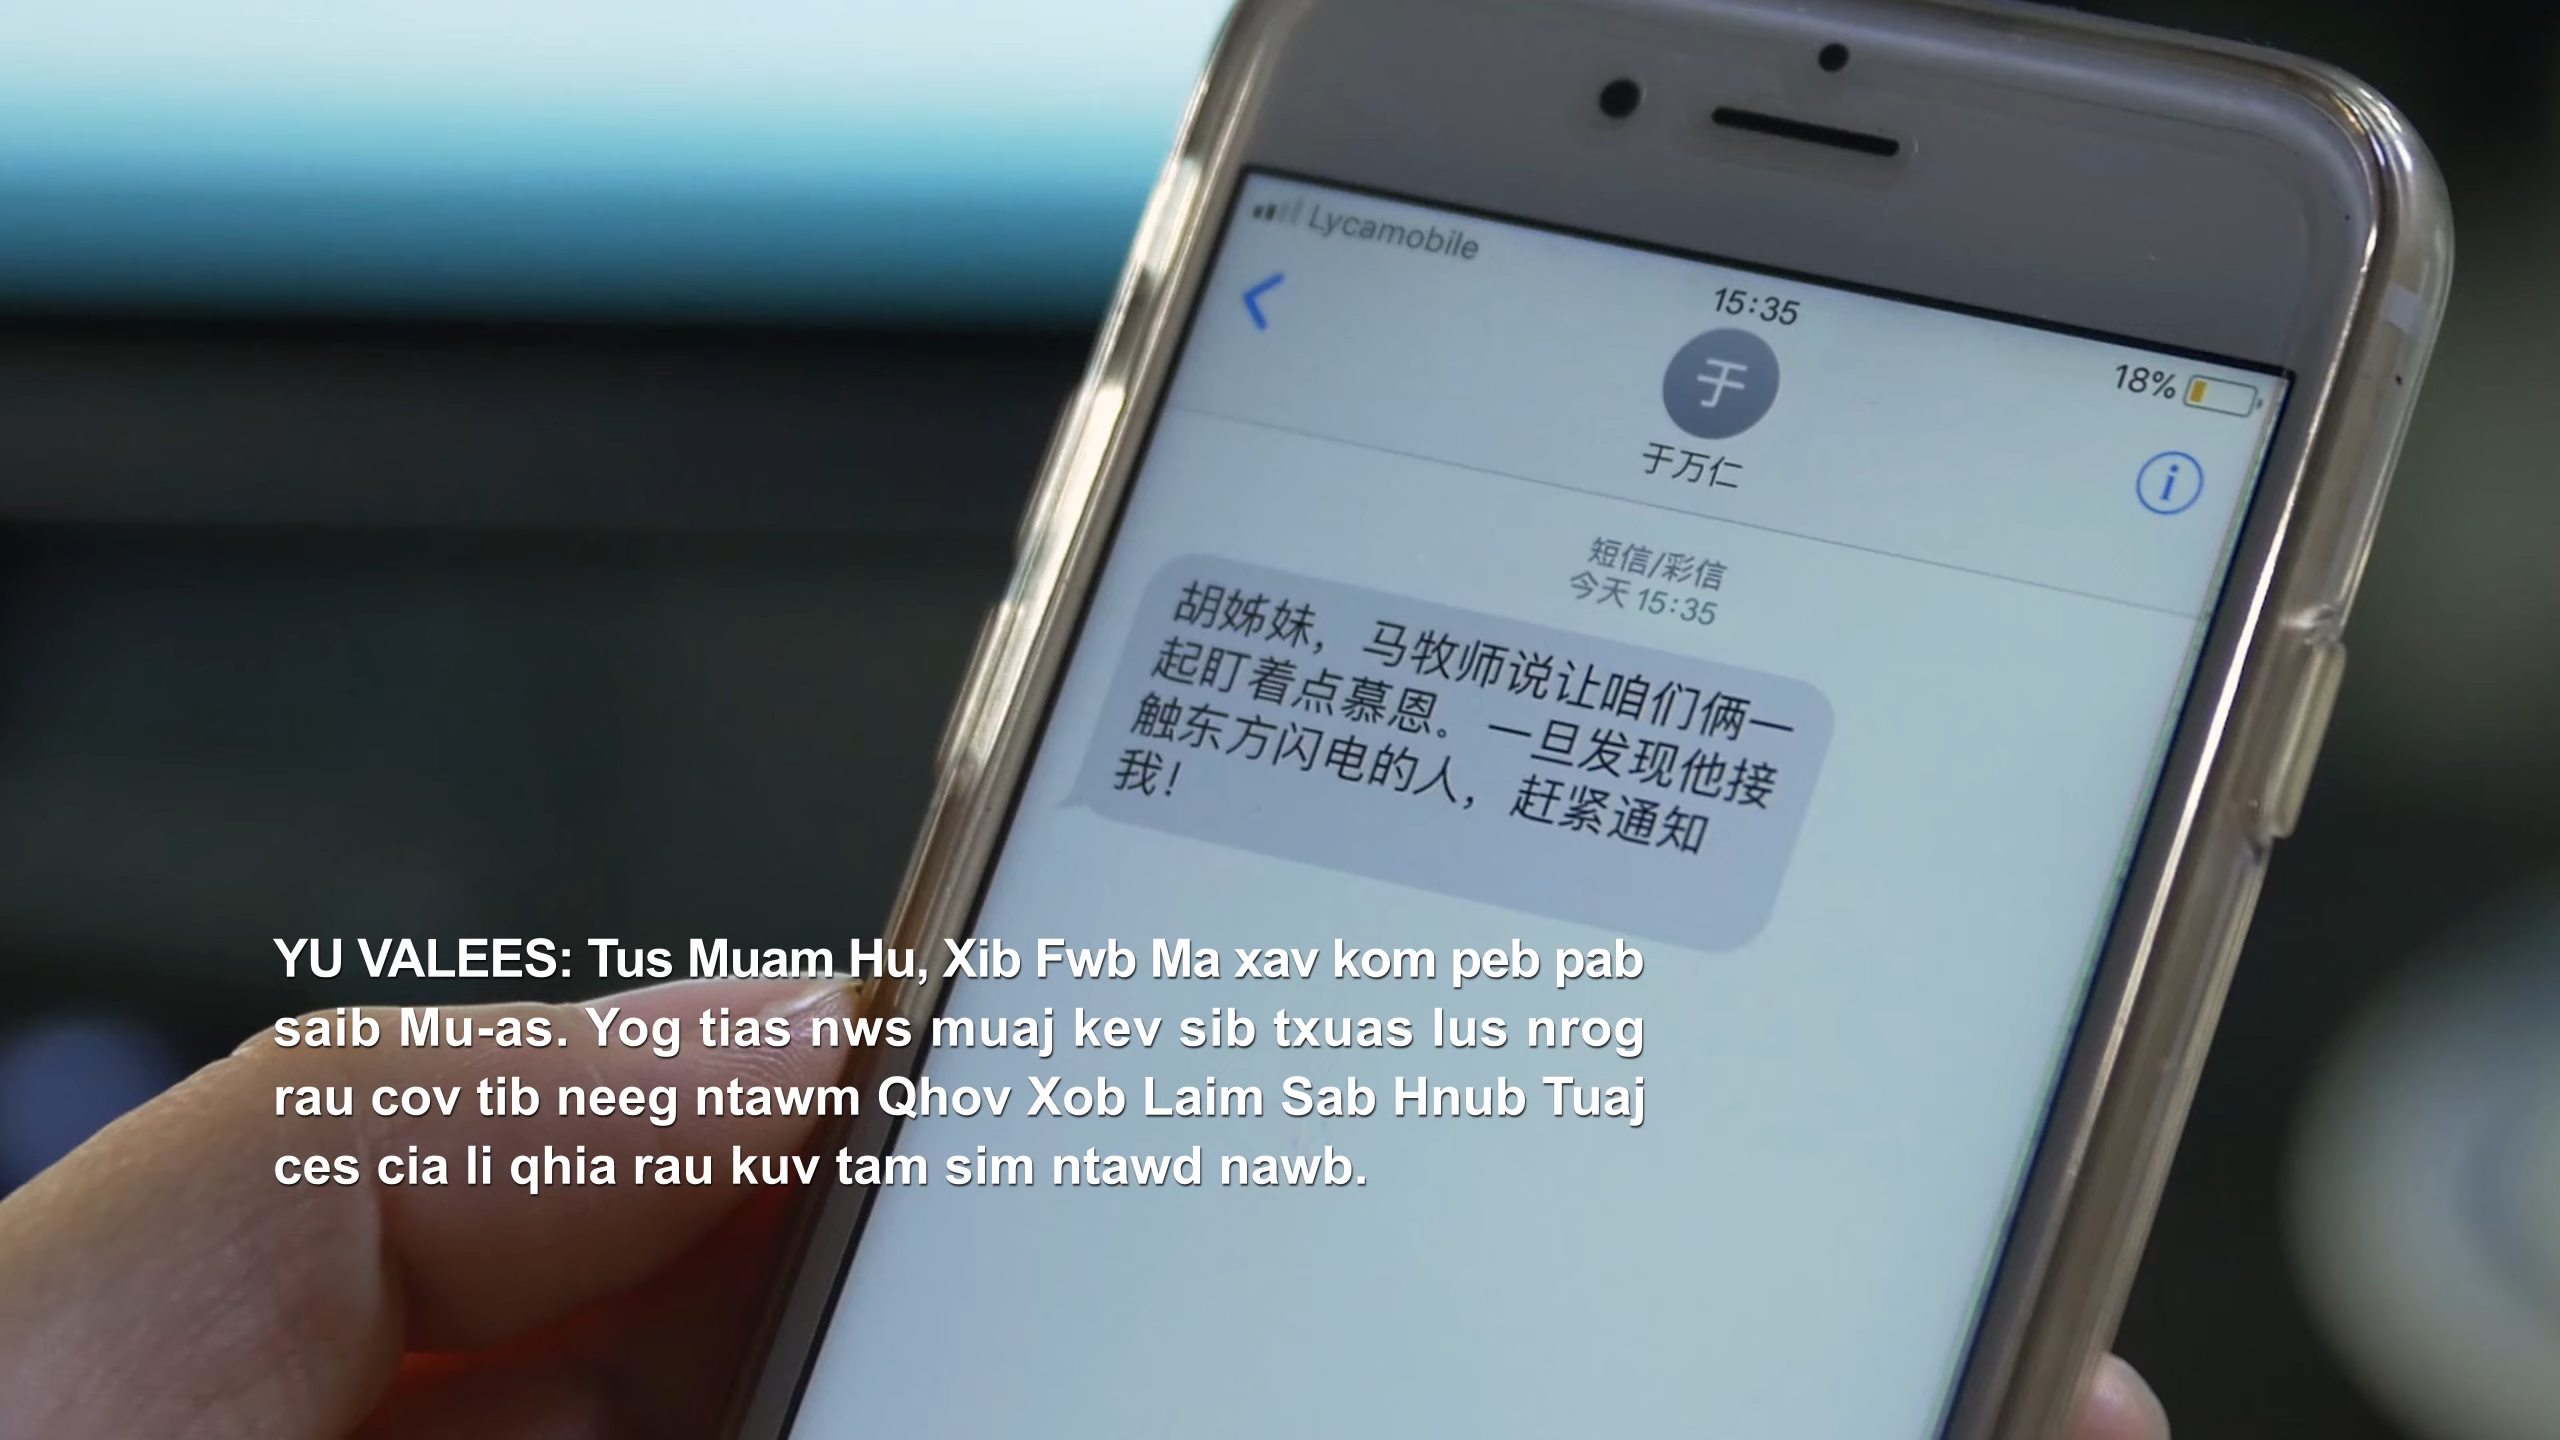 Lycamobile
15:35
18%
于
于万仁
短信/彩信
今天 15:35
胡姊妹，马牧师说让咱们俩一
起盯着点慕恩。一旦发现他接
触东方闪电的人，赶紧通知
我！
YU VALEES: Tus Muam Hu, Xib Fwb Ma xav kom peb pab
saib Mu-as. Yog tias nws muaj kev sib txuas lus nrog
rau cov tib neeg ntawm Qhov Xob Laim Sab Hnub Tuaj
ces cia li qhia rau kuv tam sim ntawd nawb.